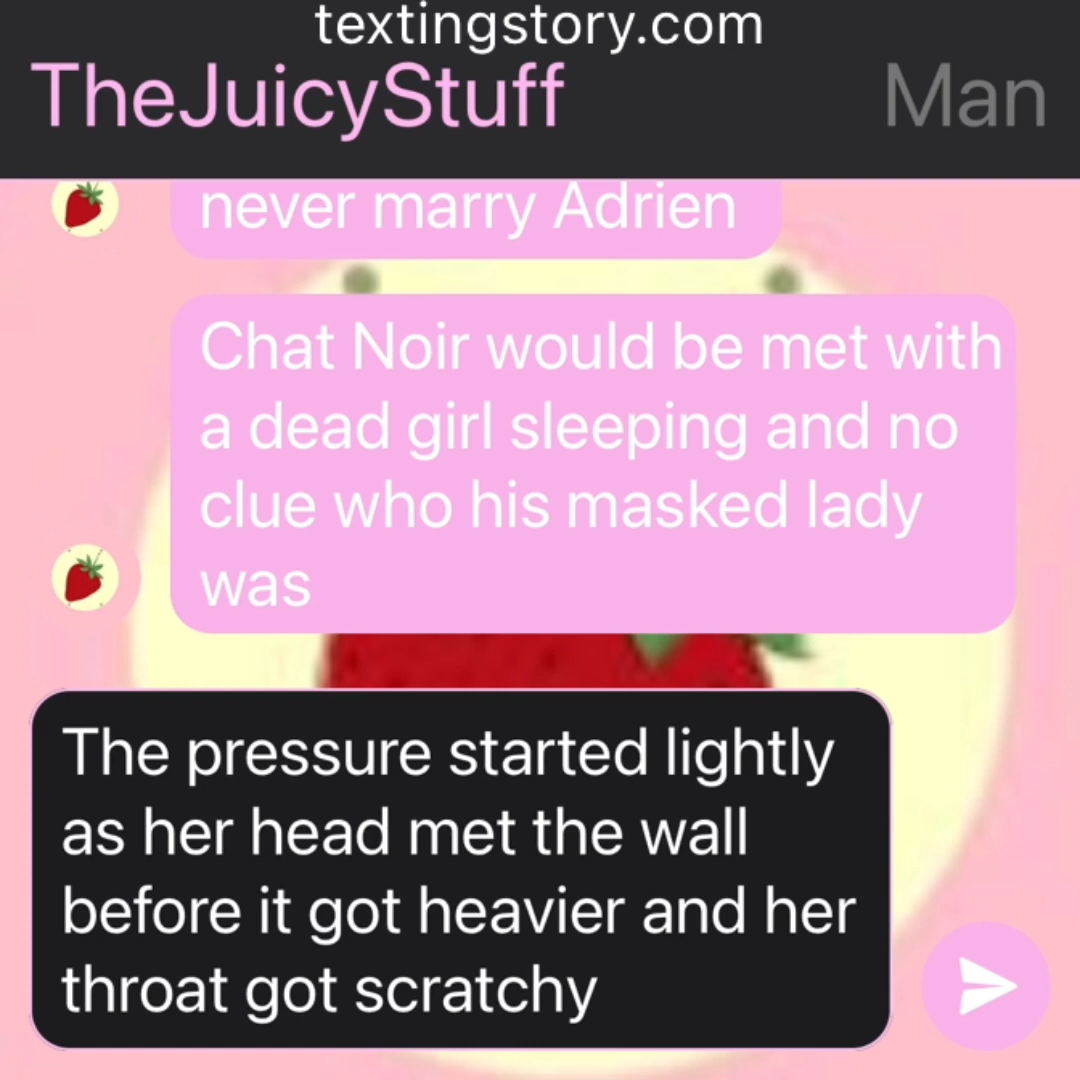 textingstory.com
TheJuicyStuff Man
never marry Adrien
Chat Noir would be met with
a dead girl sleeping and no
clue who his masked lady
was
The pressure started lightly
as her head met the wall
before it got heavier and her
throat got scratchy